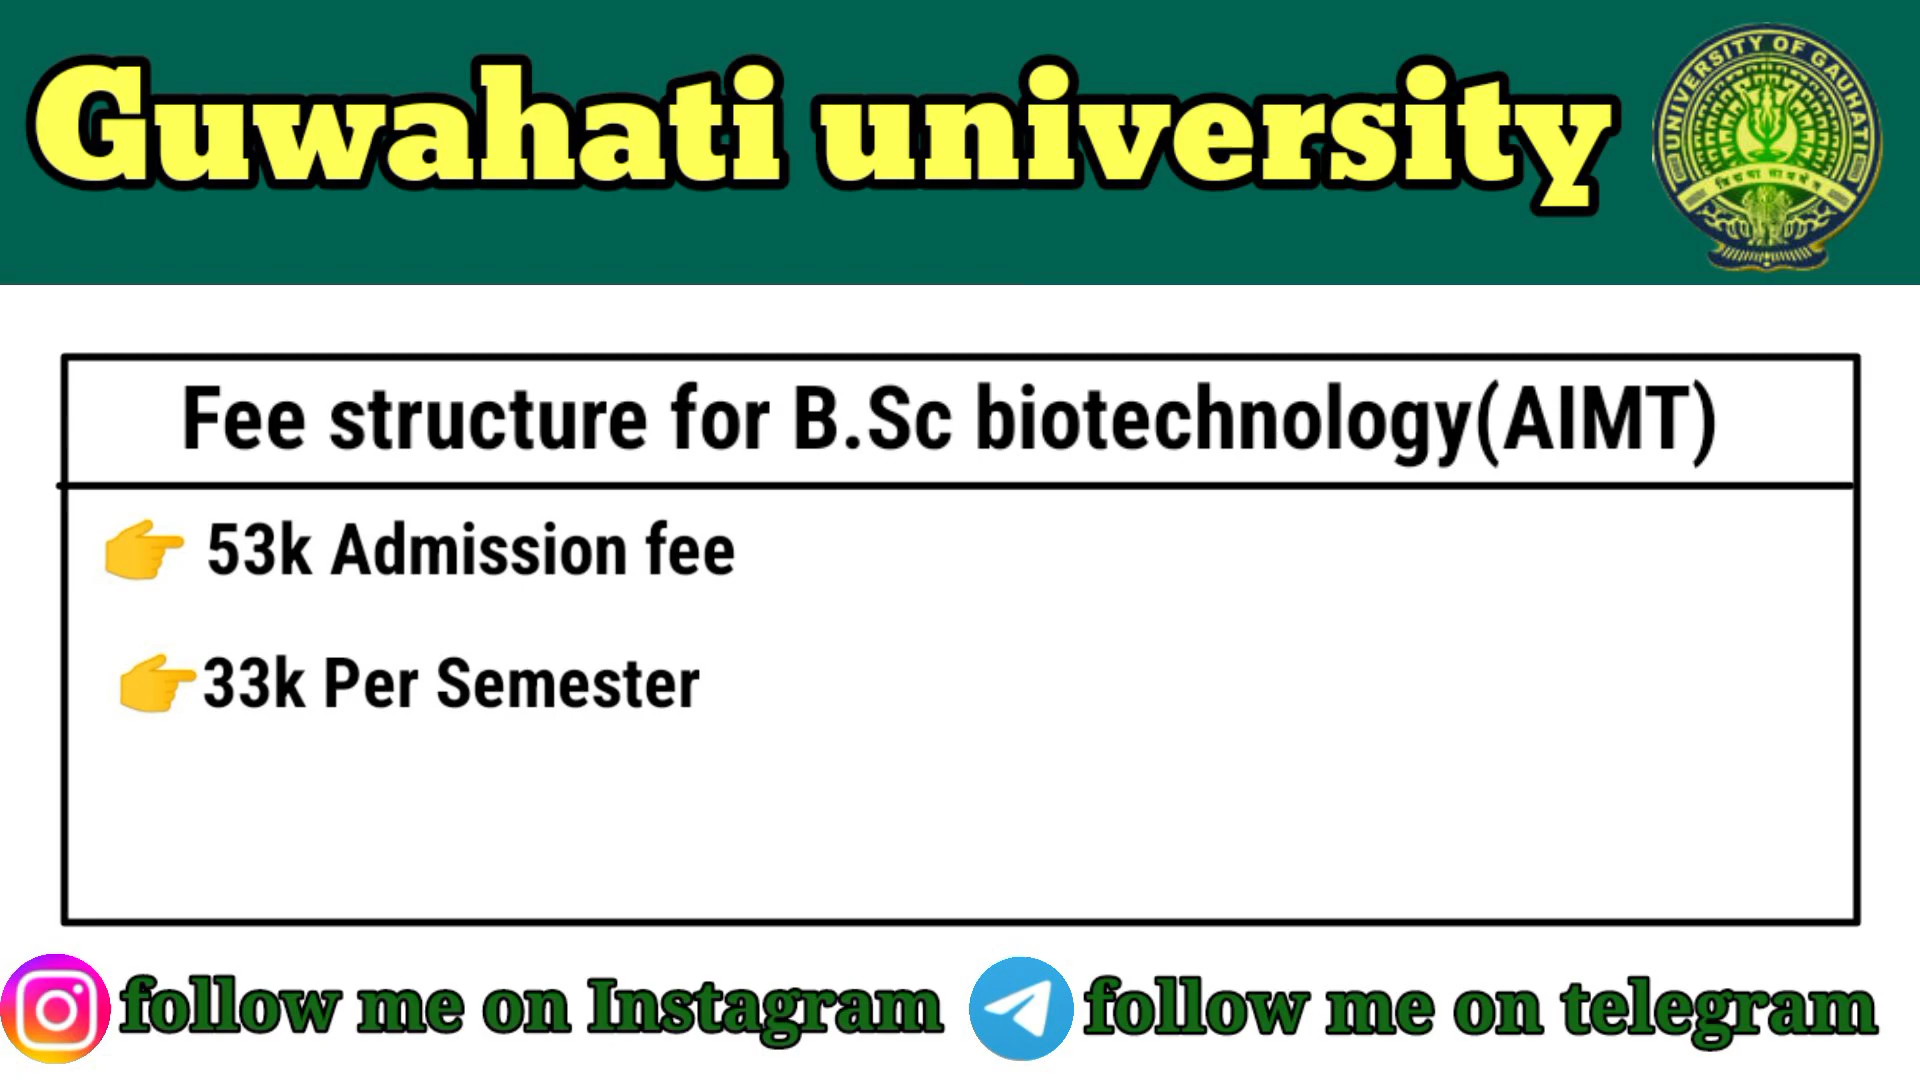 Guwahati university
UNIVERSITY OF GAUHATI
Fee structure for B.Sc biotechnology(AIMT)
👉 53k Admission fee
👉33k Per Semester
follow me on Instagram
follow me on telegram